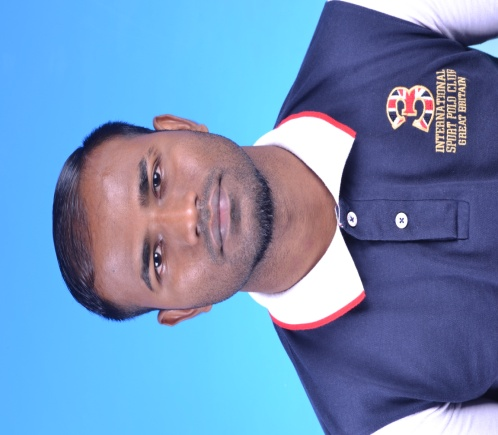 INTERNATIONAL
SPORT POLO CLUB
GREAT BRITAIN